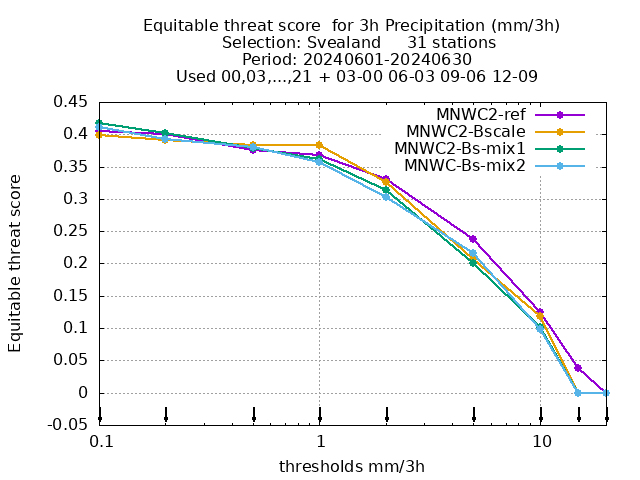 Equitable threat score  for 3h Precipitation (mm/3h)
Selection: Svealand     31 stations
Period: 20240601-20240630
Used 00,03,...,21 + 03-00 06-03 09-06 12-09
MNWC2-ref
MNWC2-Bscale
MNWC2-Bs-mix1
MNWC-Bs-mix2
Equitable threat score
0.45
0.4
0.35
0.3
0.25
0.2
0.15
0.1
0.05
0
-0.05
0.1 1 10
thresholds mm/3h